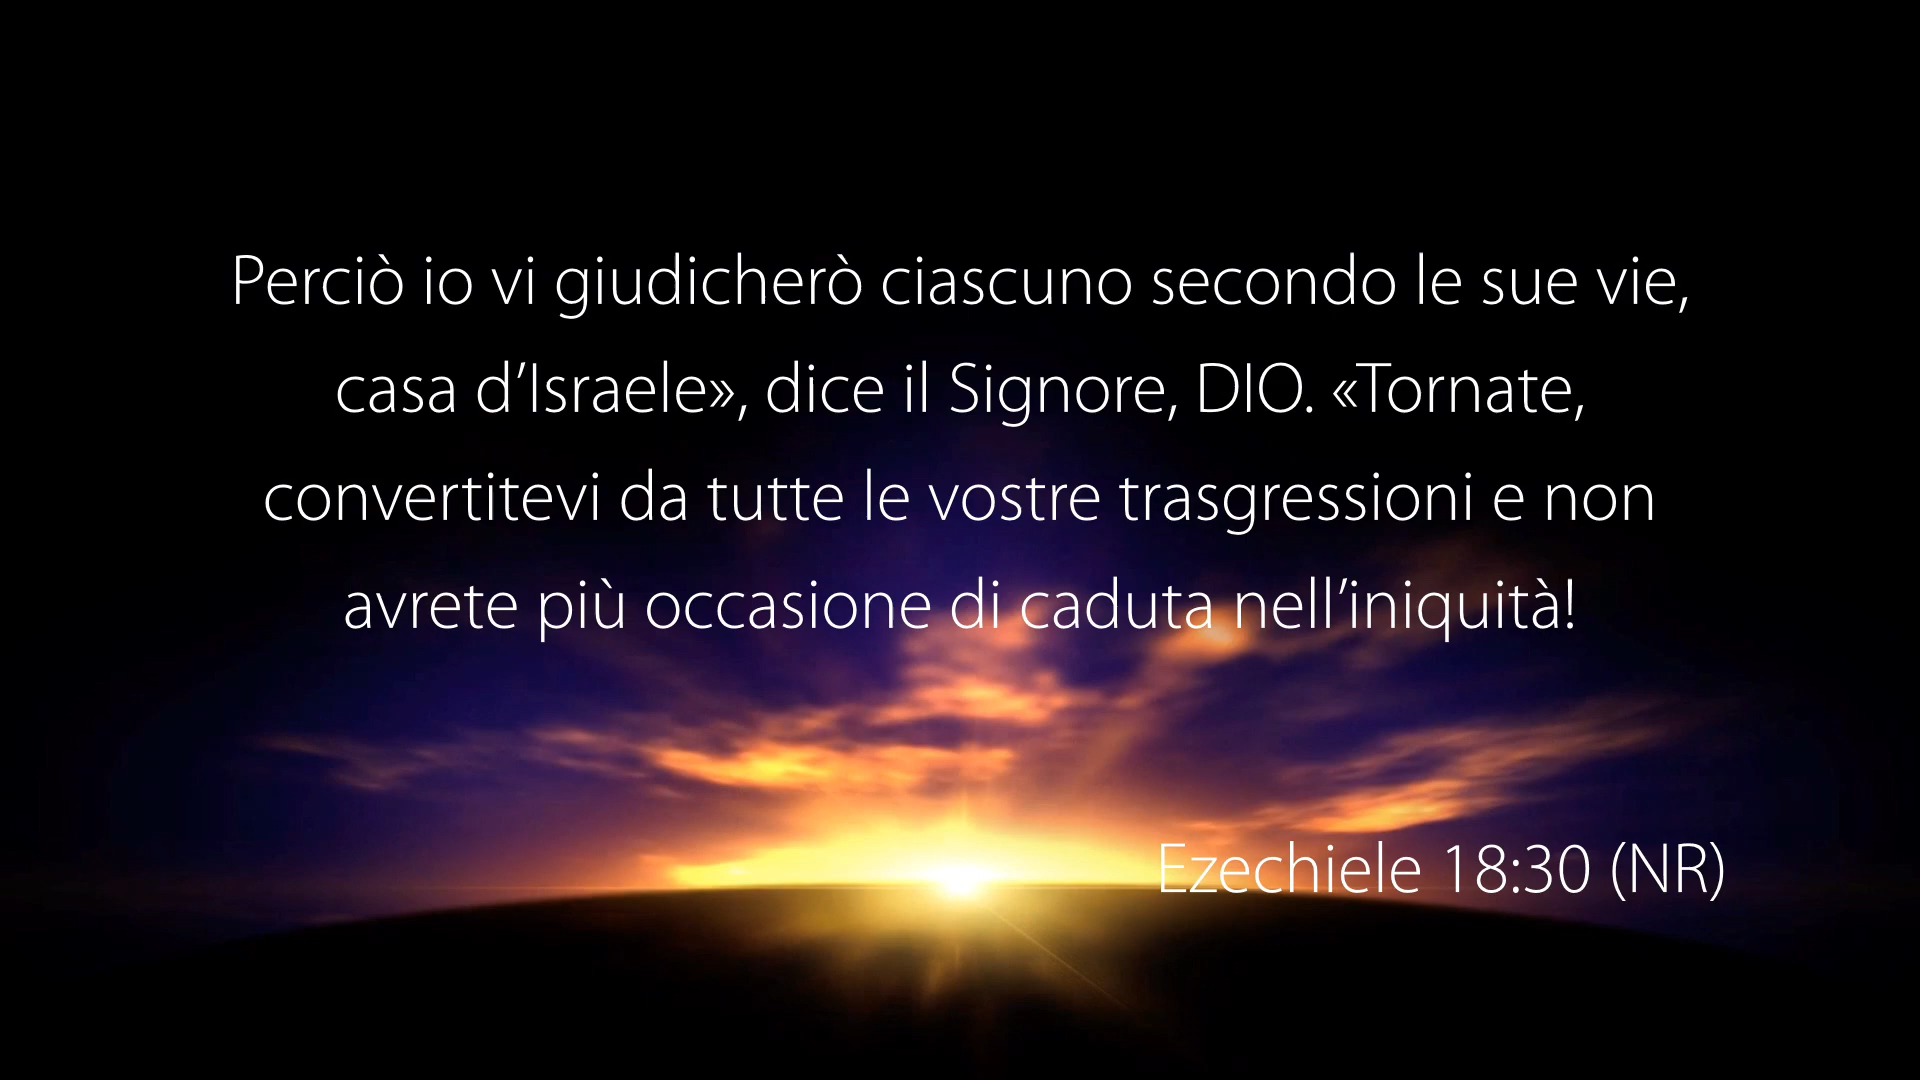 Perciò io vi giudicherò ciascuno secondo le sue vie,
casa d’Israele», dice il Signore, DIO. «Tornate,
convertitevi da tutte le vostre trasgressioni e non
avrete più occasione di caduta nell’iniquità!
Ezechiele 18:30 (NR)